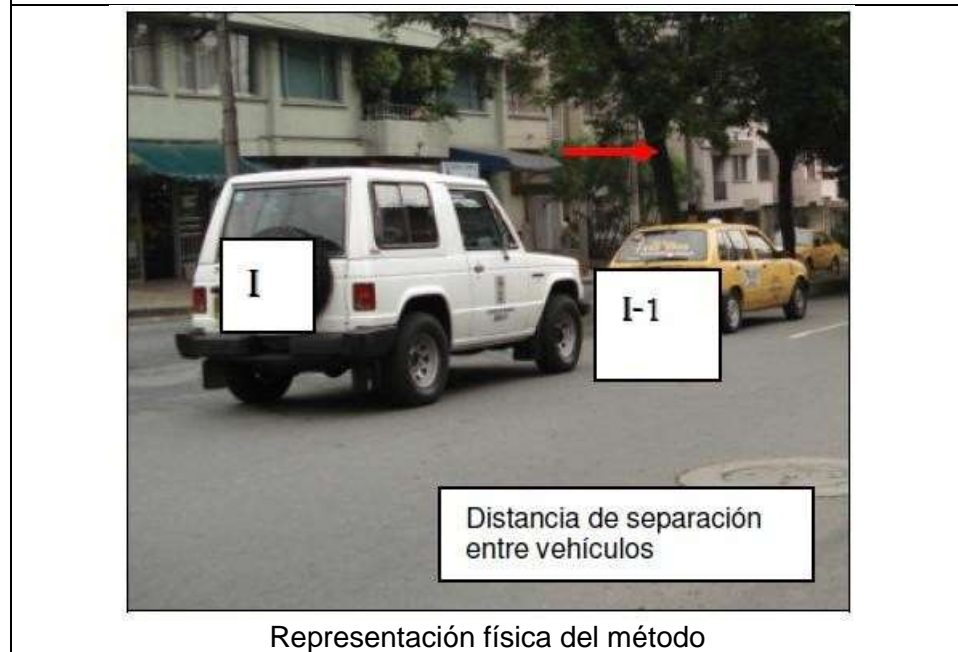 I
I-1
Distancia de separación
entre vehículos
Representación física del método